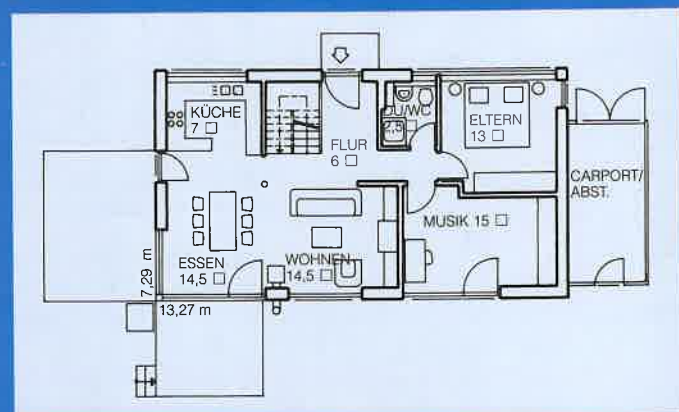 KÜCHE
7 □
DU/WC
2,5 □
ELTERN
13 □
FLUR
6 □
CARPORT/
ABST.
MUSIK 15 □
ESSEN
14,5 □
WOHNEN
14,5 □
7,29 m
13,27 m